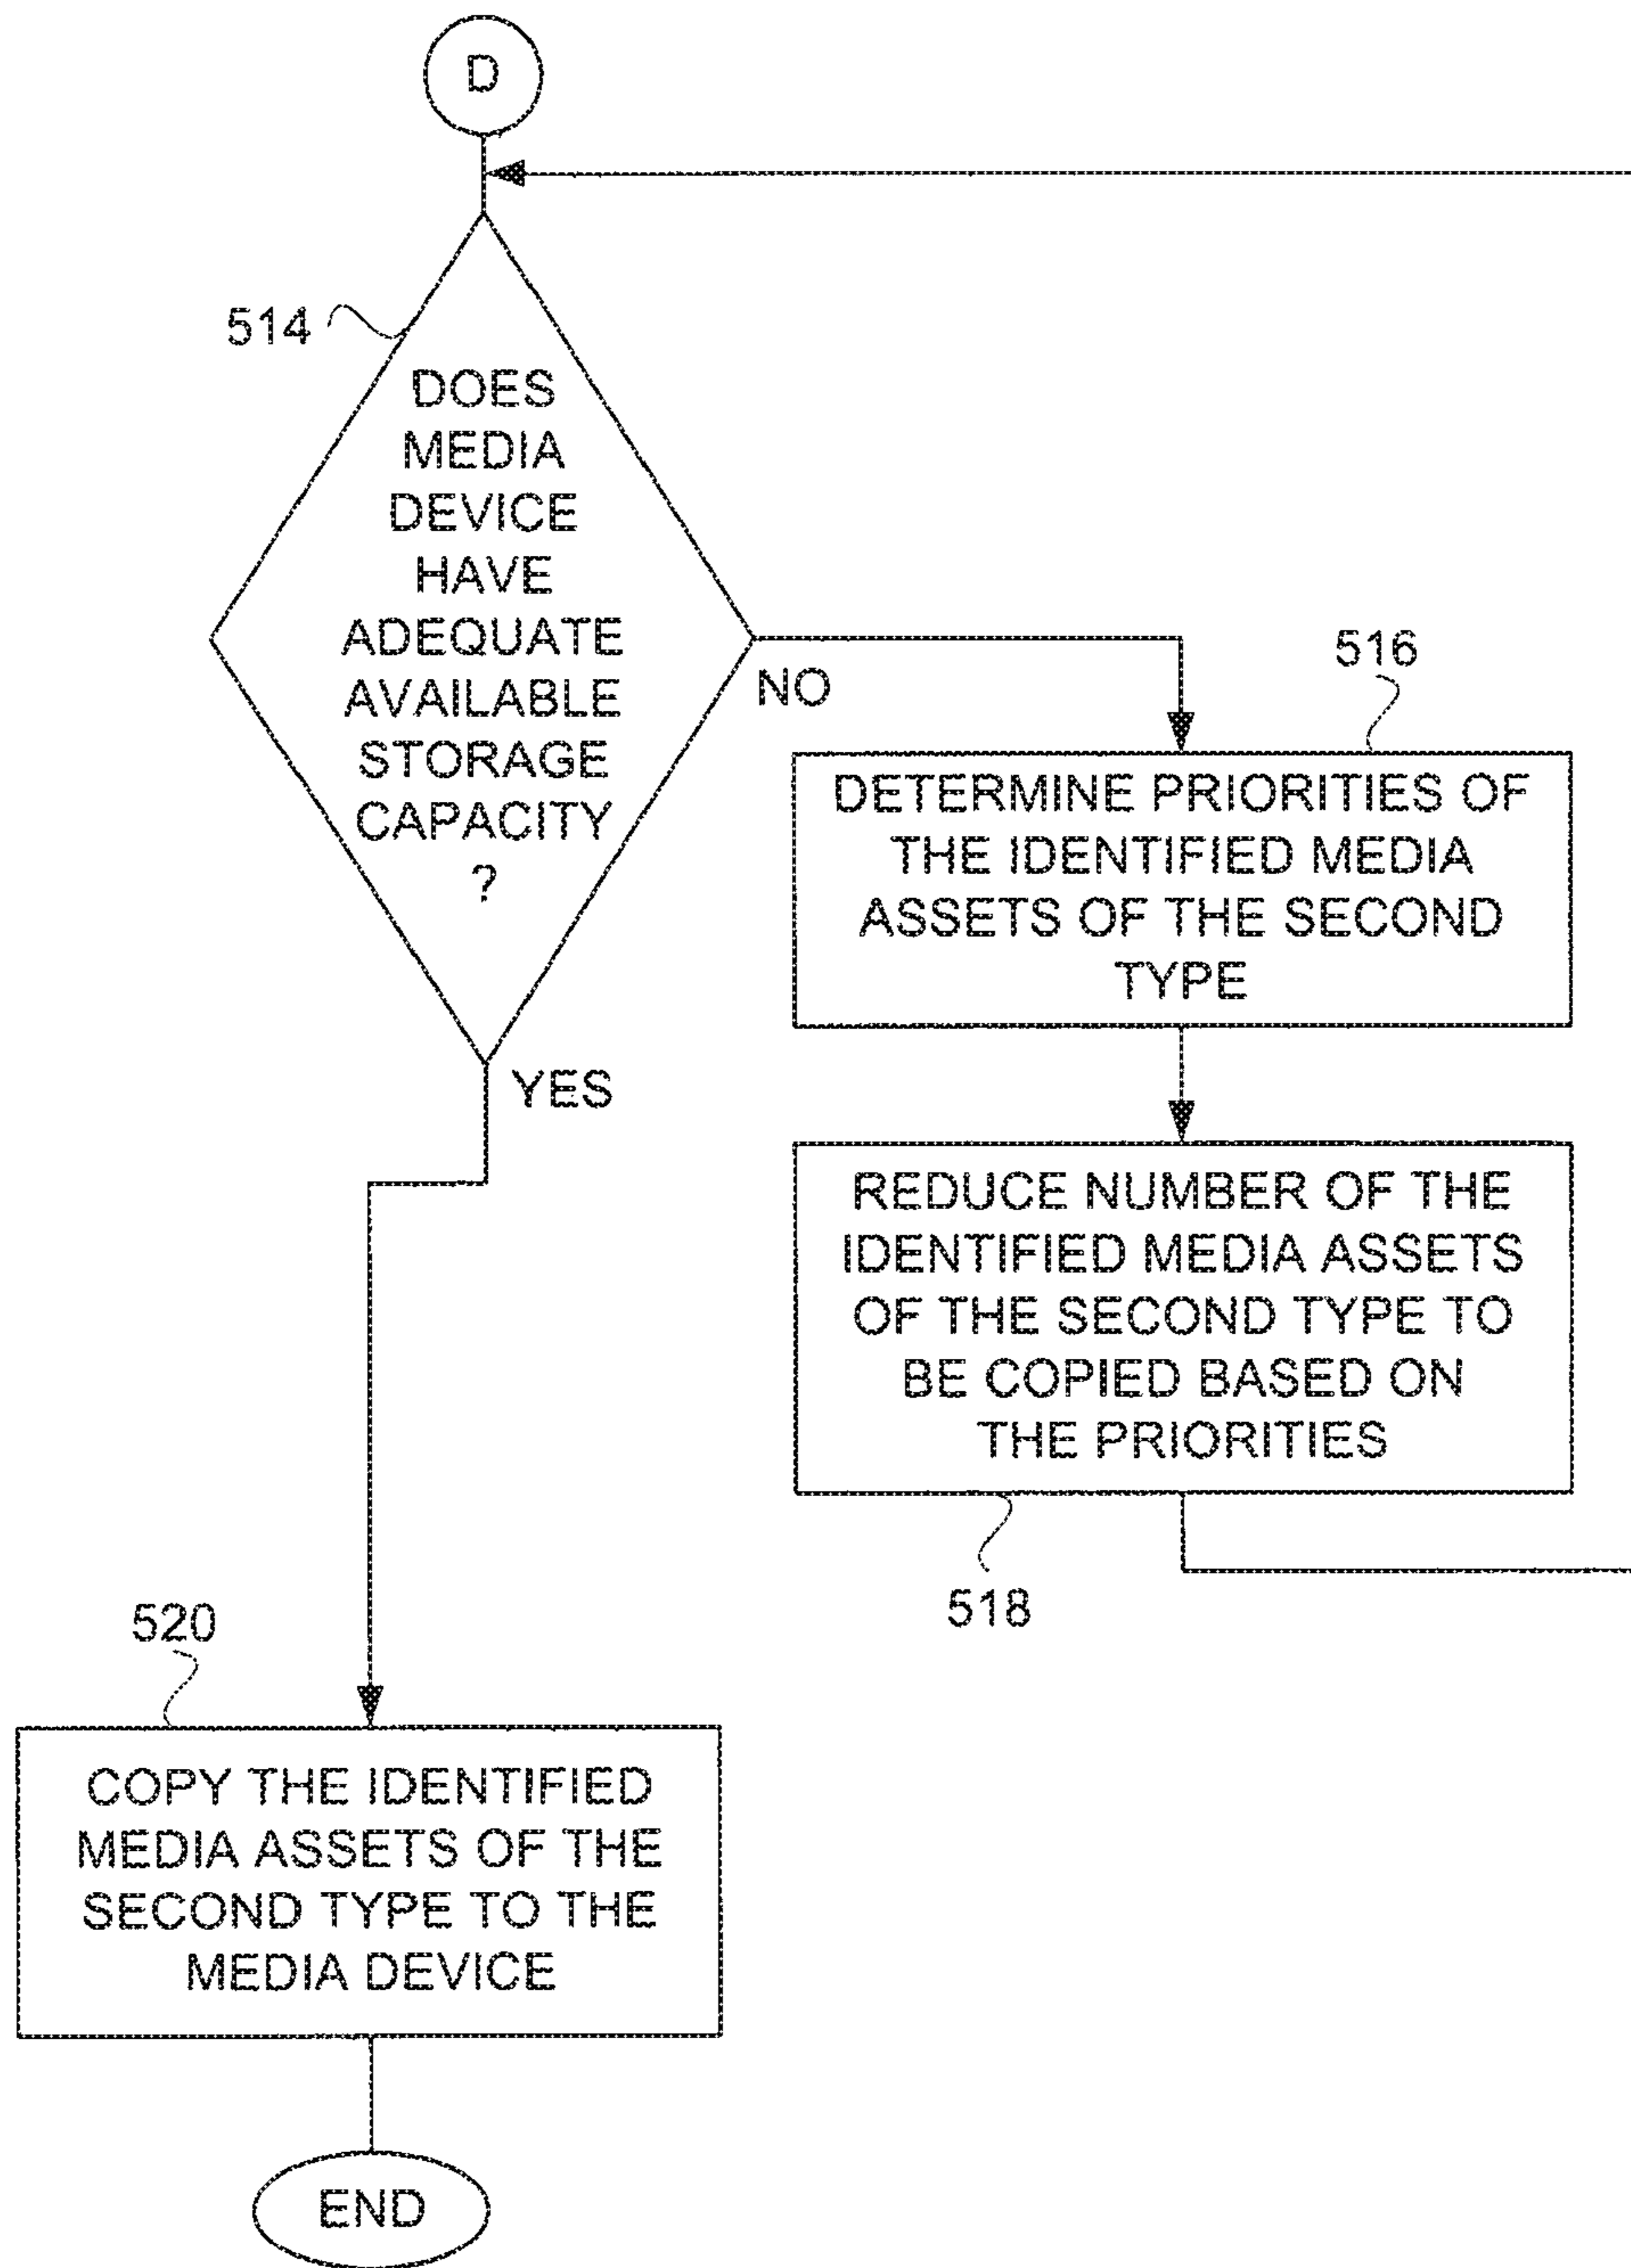 D
514
DOES
MEDIA
DEVICE
HAVE
ADEQUATE
AVAILABLE
STORAGE
CAPACITY
?
NO
YES
516
DETERMINE PRIORITIES OF
THE IDENTIFIED MEDIA
ASSETS OF THE SECOND
TYPE
REDUCE NUMBER OF THE
IDENTIFIED MEDIA ASSETS
OF THE SECOND TYPE TO
BE COPIED BASED ON
THE PRIORITIES
518
520
COPY THE IDENTIFIED
MEDIA ASSETS OF THE
SECOND TYPE TO THE
MEDIA DEVICE
END